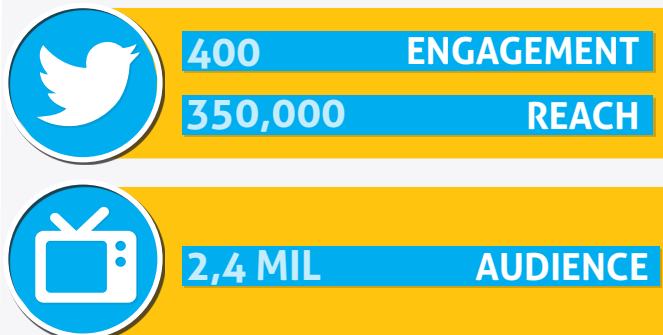 400 ENGAGEMENT
350,000 REACH
2,4 MIL AUDIENCE